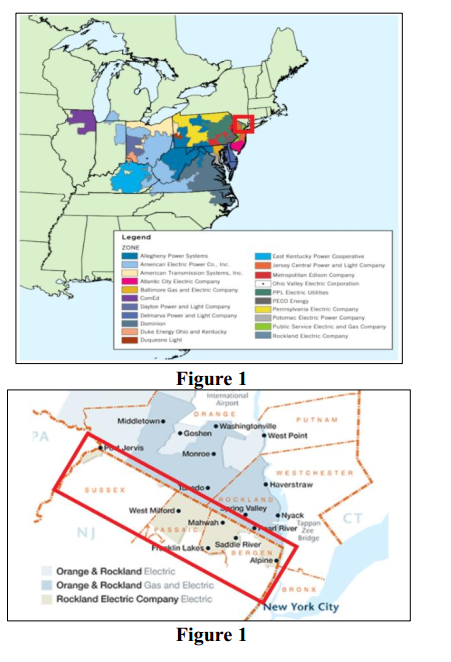 Legend
ZONE
Allegheny Power Systems
American Electric Power Co., Inc.
American Transmission Systems, Inc.
Atlantic City Electric Company
Baltimore Gas and Electric Company
ComEd
Dayton Power and Light Company
Delmarva Power and Light Company
Dominion
Duke Energy Ohio and Kentucky
Duquesne Light
East Kentucky Power Cooperative
Jersey Central Power and Light Company
Metropolitan Edison Company
Ohio Valley Electric Corporation
PPL Electric Utilities
PECO Energy
Pennsylvania Electric Company
Potomac Electric Power Company
Public Service Electric and Gas Company
Rockland Electric Company
Figure 1
International
Airport
ORANGE
Middletown
Washingtonville
PUTNAM
Goshen
West Point
PA
Port Jervis
Monroe
WESTCHESTER
SUSSEX
Haverstraw
ROCKLAND
West Milford
Spring Valley
Nyack
Mahwah
Tappan
Zee
Bridge
CT
NJ
PASSAIC
Pearl River
Saddle River
Franklin Lakes
BERGEN
Alpine
Orange & Rockland Electric
Orange & Rockland Gas and Electric
BRONX
Rockland Electric Company Electric
New York City
Figure 1